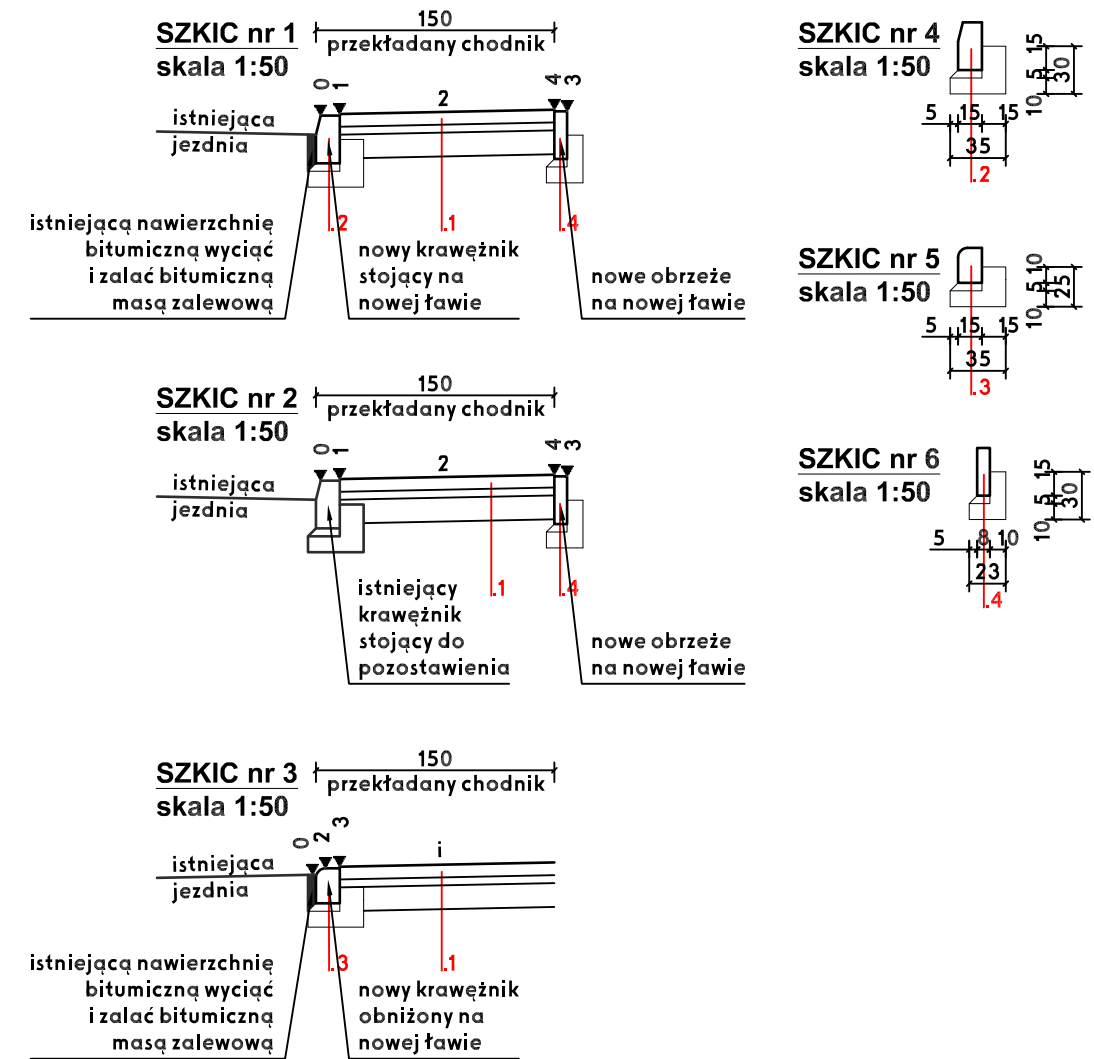 SZKIC nr 1
skala 1:50
150
przekładany chodnik
0
1
2
4
3
istniejąca
jezdnia
.2
.1
.4
istniejącą nawierzchnię
bitumiczną wyciąć
i zalać bitumiczną
masą zalewową
nowy krawężnik
stojący na
nowej ławie
nowe obrzeże
na nowej ławie
SZKIC nr 2
skala 1:50
150
przekładany chodnik
0
1
2
4
3
istniejąca
jezdnia
.1
.4
istniejący
krawężnik
stojący do
pozostawienia
nowe obrzeże
na nowej ławie
SZKIC nr 3
skala 1:50
150
przekładany chodnik
0
2
3
i
istniejąca
jezdnia
.3
.1
istniejącą nawierzchnię
bitumiczną wyciąć
i zalać bitumiczną
masą zalewową
nowy krawężnik
obniżony na
nowej ławie
SZKIC nr 4
skala 1:50
15
5
10
30
5 15 15
35
.2
SZKIC nr 5
skala 1:50
10
5
10
25
5 15 15
35
.3
SZKIC nr 6
skala 1:50
15
5
10
30
5 8 10
23
.4